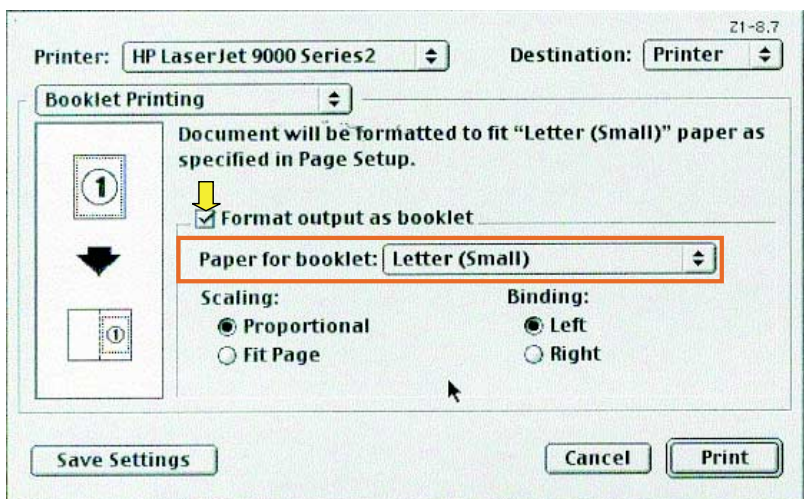 Z1-8.7
Printer: HP LaserJet 9000 Series2 Destination: Printer
Booklet Printing
Document will be formatted to fit “Letter (Small)” paper as
specified in Page Setup.
1
Format output as booklet
Paper for booklet: Letter (Small)
Scaling: Binding:
Proportional Left
1
Fit Page Right
Save Settings Cancel Print